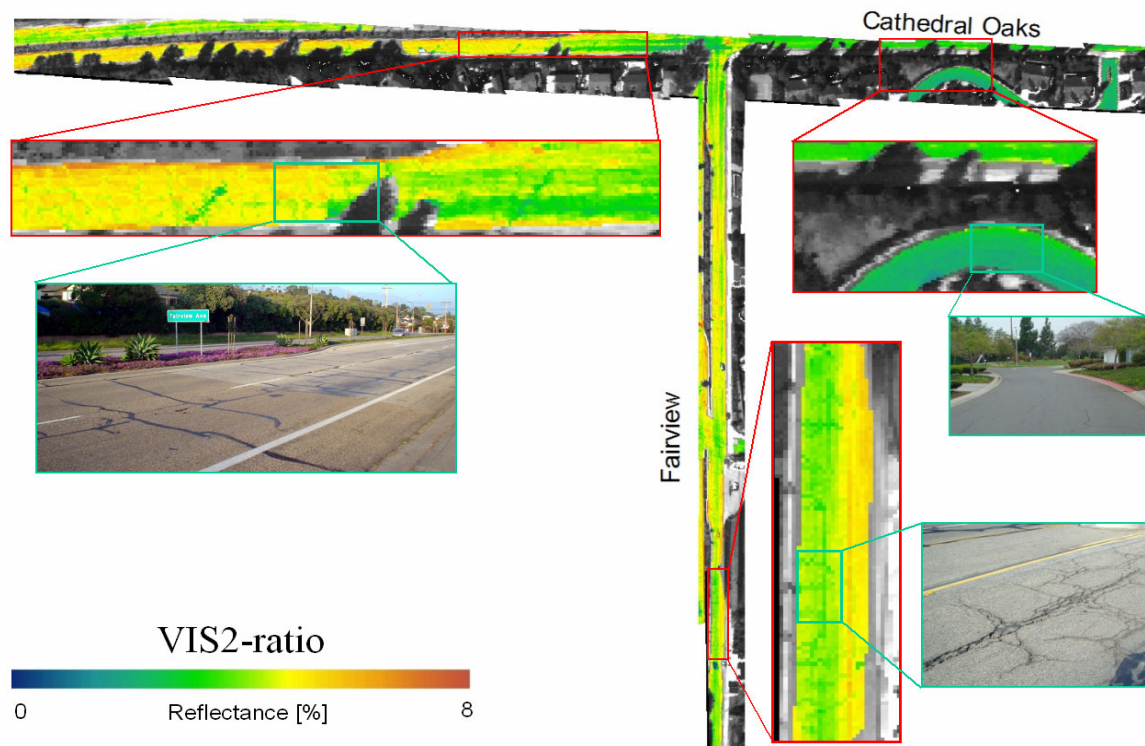 Cathedral Oaks
Fairview Ave
Fairview
VIS2-ratio
0
Reflectance [%]
8